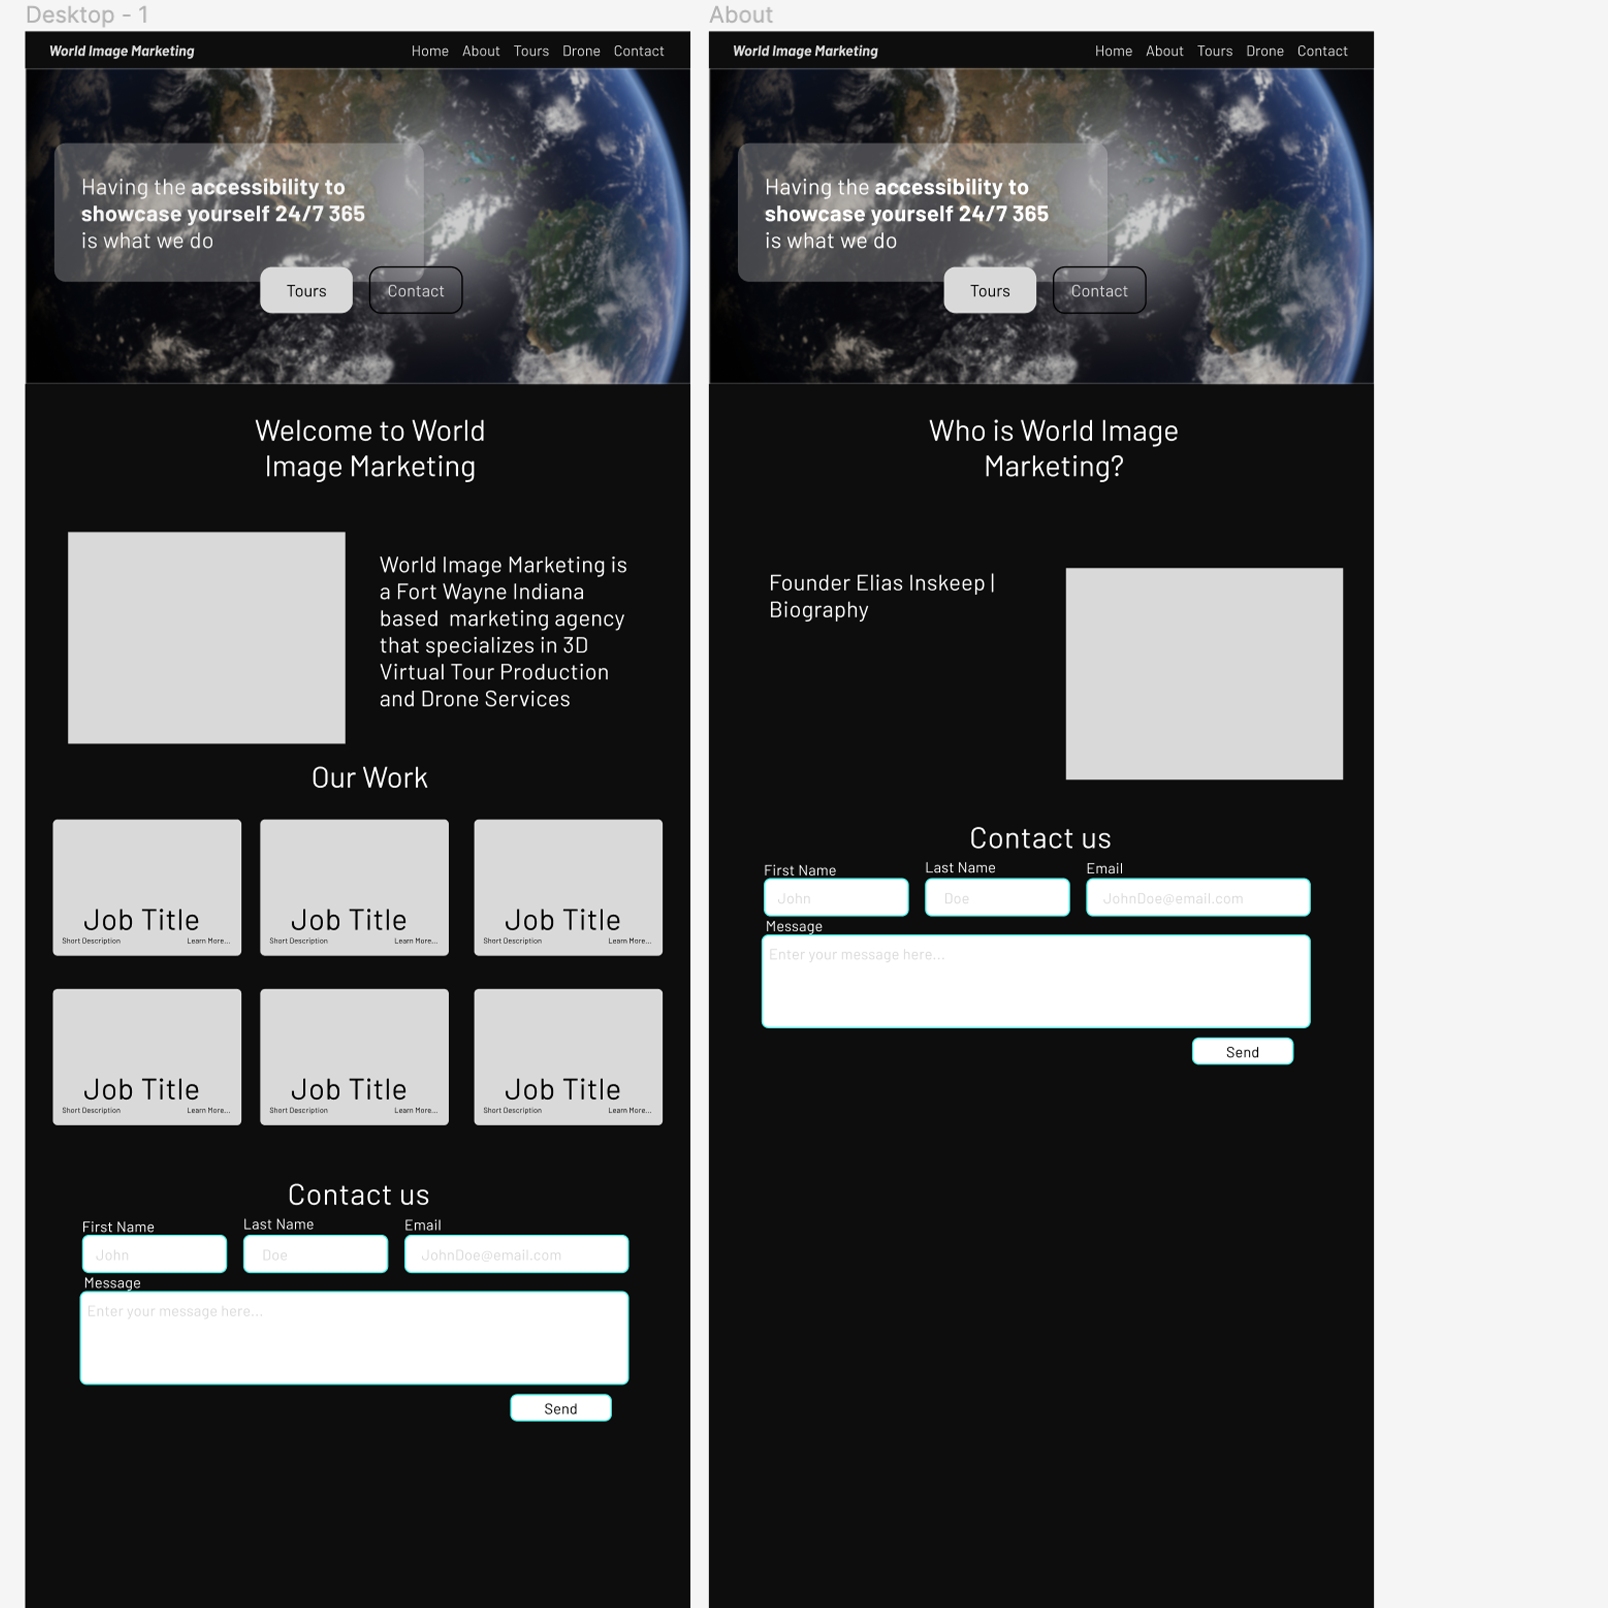 Desktop - 1
World Image Marketing
Home About Tours Drone Contact
Having the accessibility to
showcase yourself 24/7 365
is what we do
Tours
Contact
Welcome to World
Image Marketing
World Image Marketing is
a Fort Wayne Indiana
based  marketing agency
that specializes in 3D
Virtual Tour Production
and Drone Services
Our Work
Job Title
Short Description
Learn More...
Job Title
Short Description
Learn More...
Job Title
Short Description
Learn More...
Job Title
Short Description
Learn More...
Job Title
Short Description
Learn More...
Job Title
Short Description
Learn More...
Contact us
First Name
John
Last Name
Doe
Email
JohnDoe@email.com
Message
Enter your message here...
Send
About
World Image Marketing
Home About Tours Drone Contact
Having the accessibility to
showcase yourself 24/7 365
is what we do
Tours
Contact
Who is World Image
Marketing?
Founder Elias Inskeep |
Biography
Contact us
First Name
John
Last Name
Doe
Email
JohnDoe@email.com
Message
Enter your message here...
Send